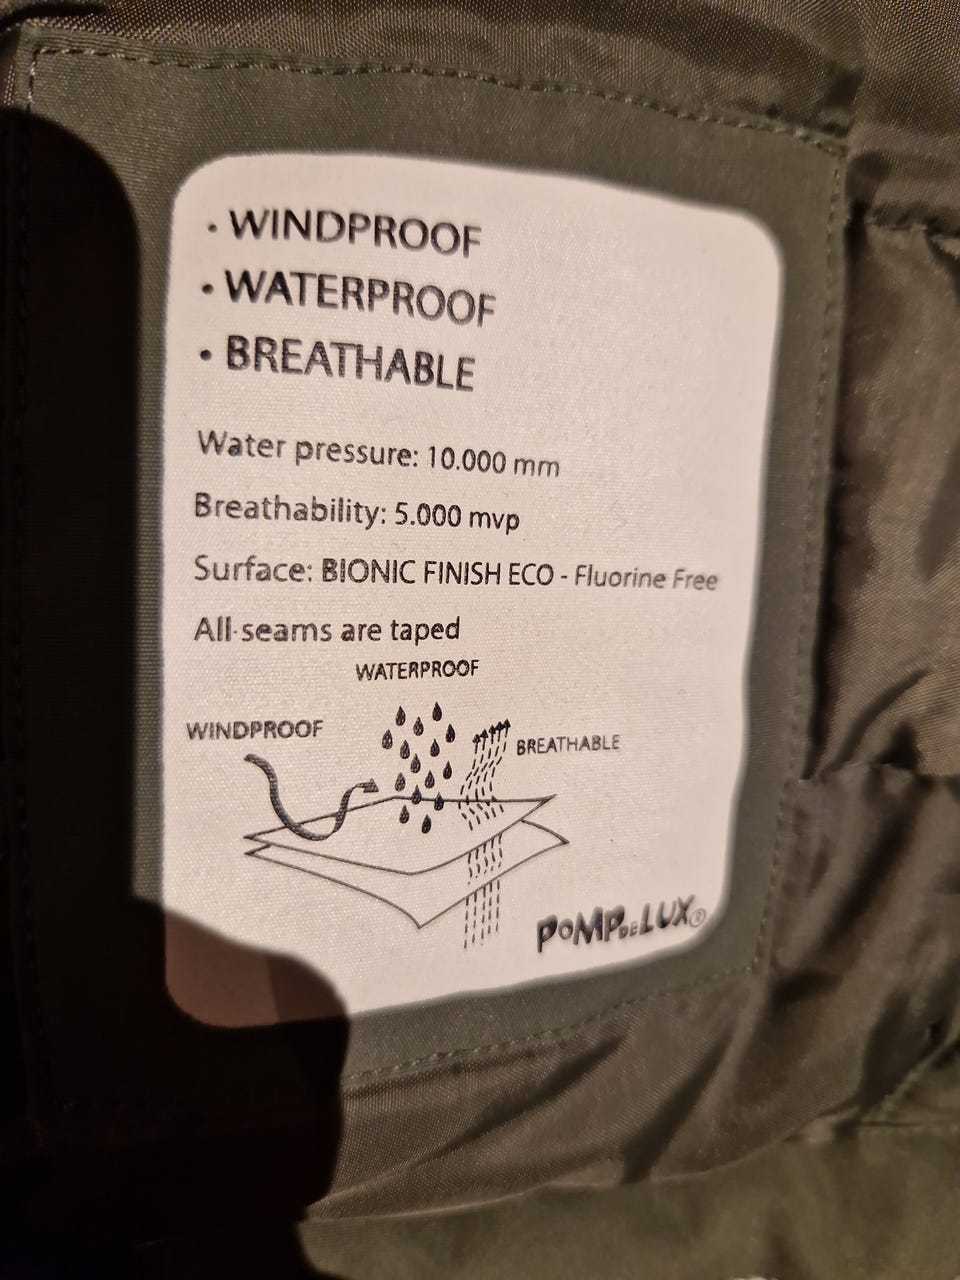 • WINDPROOF
• WATERPROOF
• BREATHABLE
Water pressure: 10.000 mm
Breathability: 5.000 mvp
Surface: BIONIC FINISH ECO - Fluorine Free
All seams are taped
WATERPROOF
WINDPROOF
BREATHABLE
POMPDELUX®